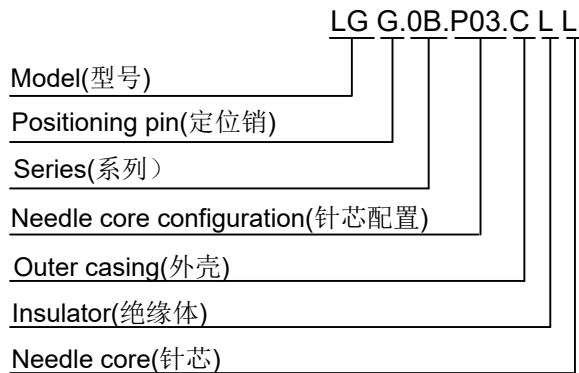 LG G.0B.P03.C L L
Model(型号)
Positioning pin(定位销)
Series(系列）
Needle core configuration(针芯配置)
Outer casing(外壳)
Insulator(绝缘体)
Needle core(针芯)